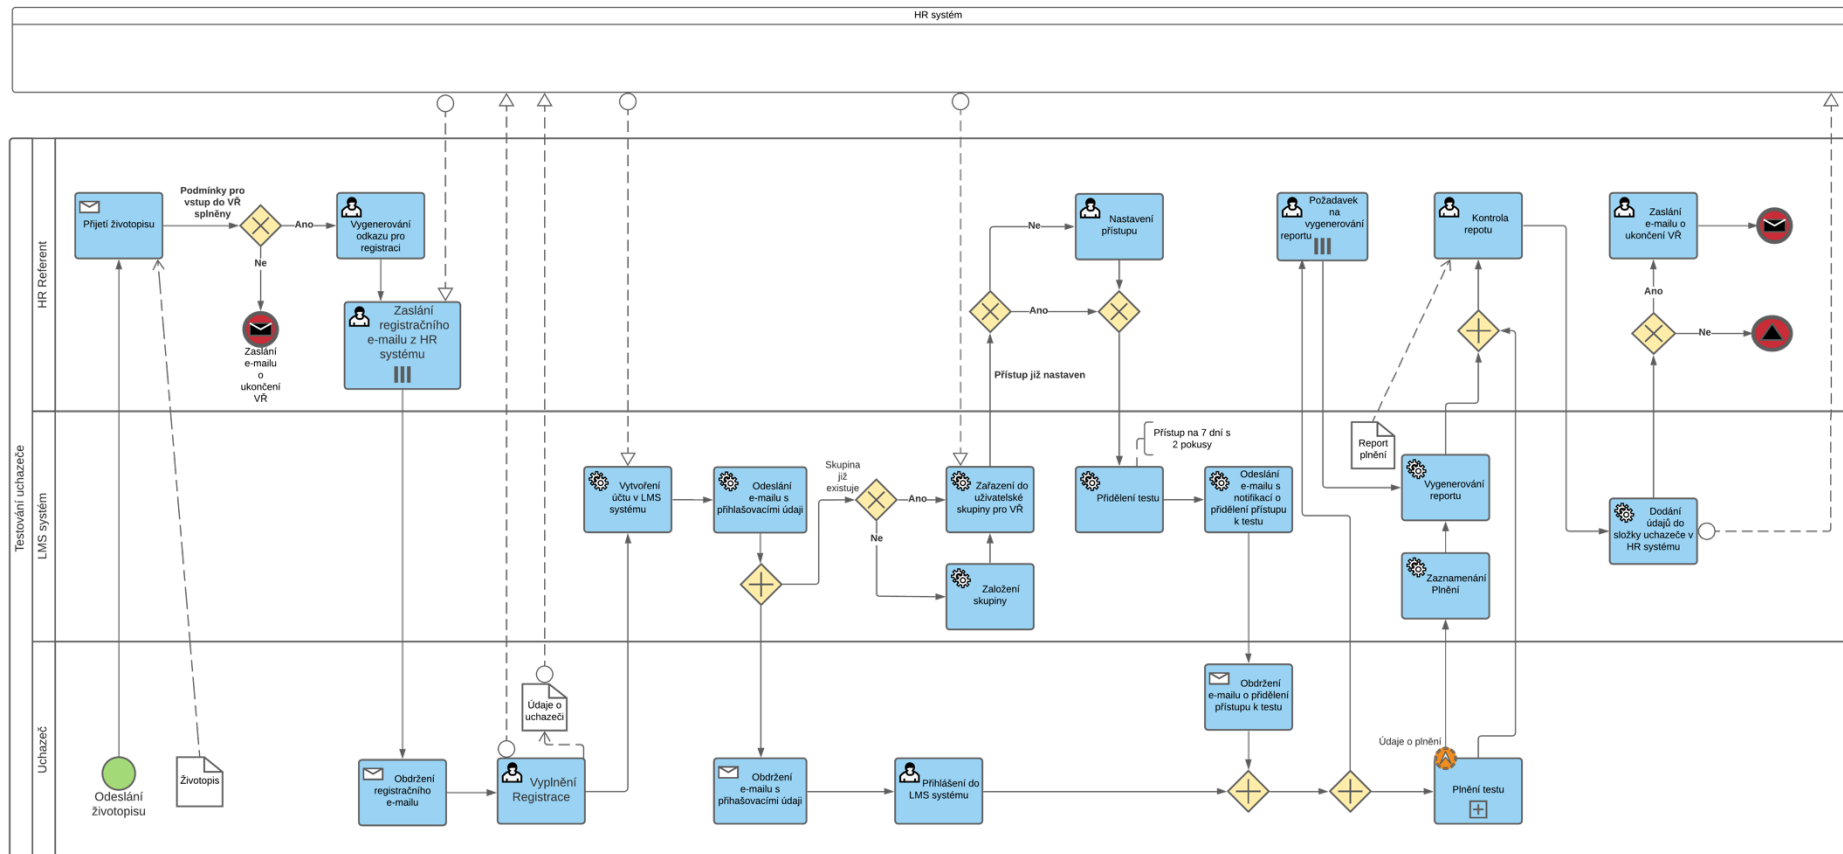 HR systém
Testování uchazeče
HR Referent
Přijetí životopisu
Podmínky pro
vstup do VŘ
splněny
Ano
Ne
Zaslání
e-mailu
o
ukončení
VŘ
Vygenerování
odkazu pro
registraci
Zaslání
registračního
e-mailu z HR
systému
Ne
Ano
Přístup již nastaven
Nastavení
přístupu
Požadavek
na
vygenerování
reportu
Kontrola
repotu
Zaslání
e-mailu o
ukončení VŘ
Ano
Ne
LMS systém
Vytvoření
účtu v LMS
systému
Odeslání
e-mailu s
přihlašovacími údaji
Skupina
již
existuje
Ano
Ne
Zařazení do
uživatelské
skupiny pro VŘ
Založení
skupiny
Přístup na 7 dní s
2 pokusy
Přidělení testu
Odeslání
e-mailu s
notifikací o
přidělení přístupu
k testu
Report
plnění
Vygenerování
reportu
Zaznamenání
Plnění
Dodání
údajů do
složky uchazeče v
HR systému
Uchazeč
Odeslání
životopisu
Životopis
Obdržení
registračního
e-mailu
Vyplnění
Registrace
Údaje o
uchazeči
Obdržení
e-mailu s
přihašovacími údaji
Přihlášení do
LMS systému
Obdržení
e-mailu o přidělení
přístupu k testu
Údaje o plnění
Plnění testu